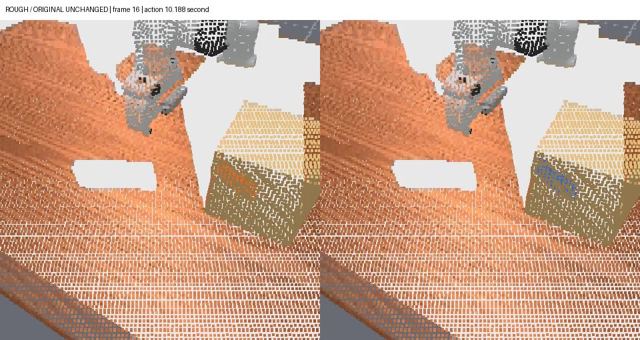 ROUGH / ORIGINAL UNCHANGED | frame 16 | action 10.188 second